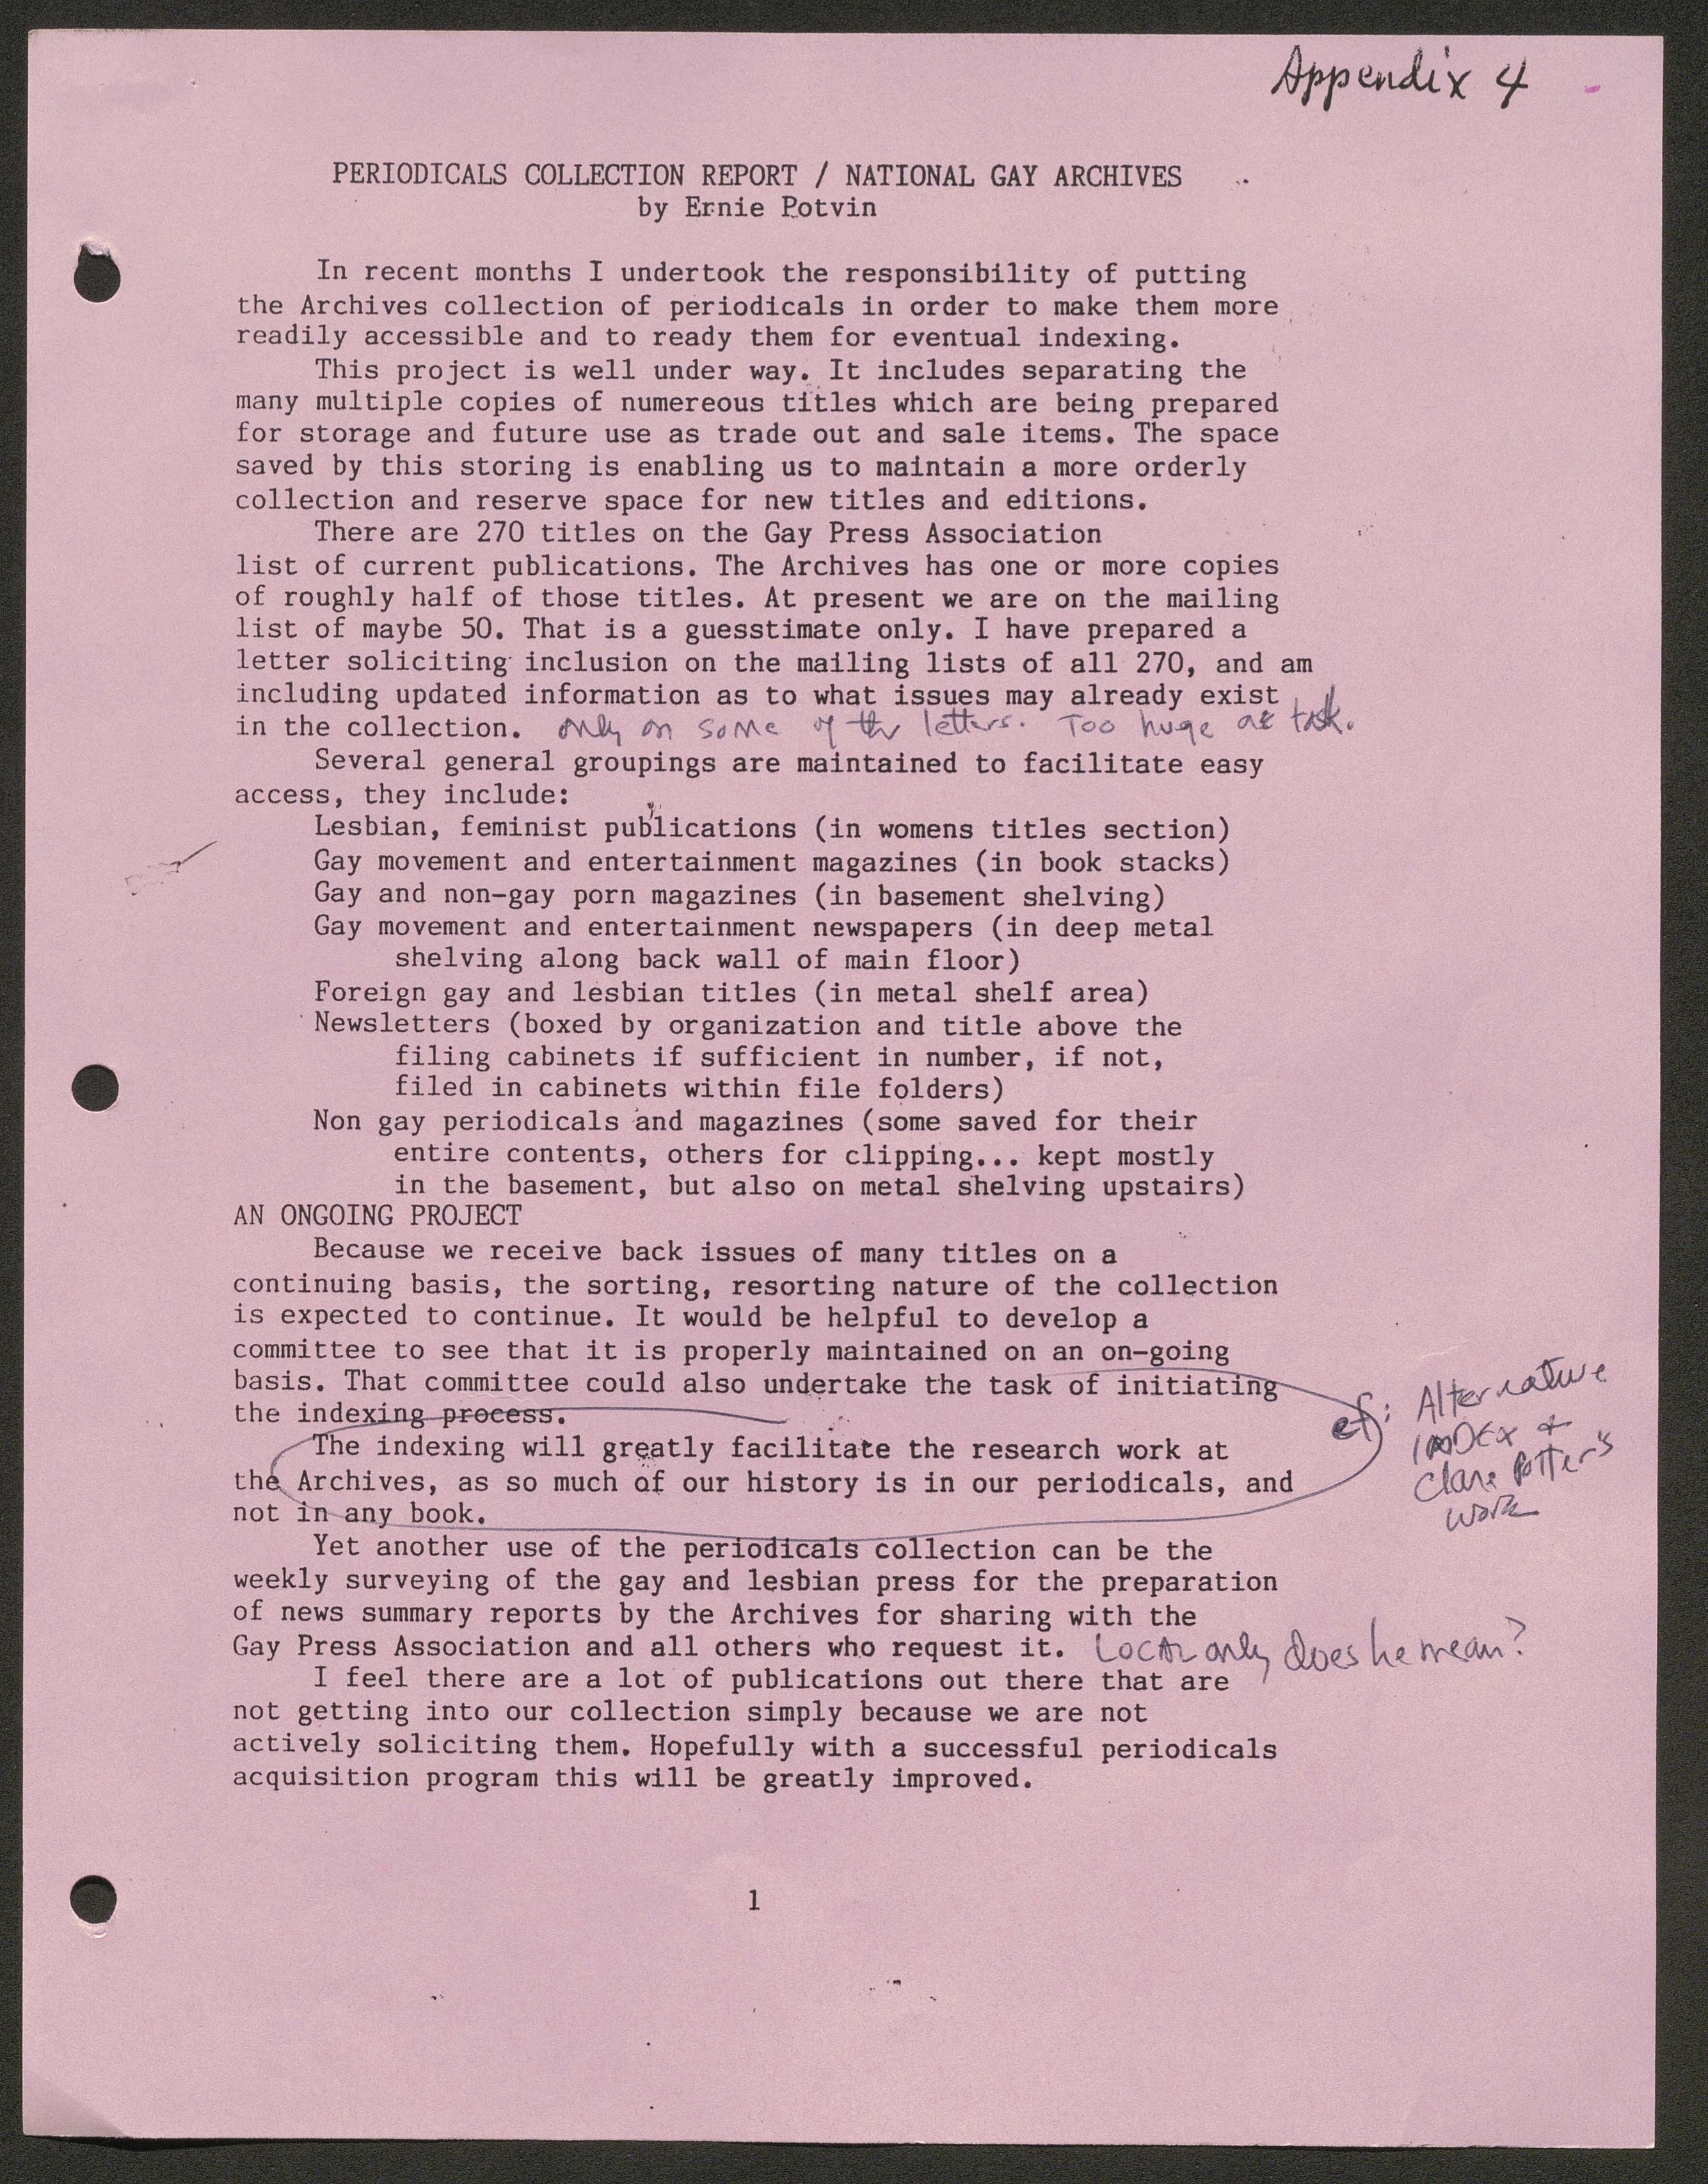 Appendix 4
PERIODICALS COLLECTION REPORT / NATIONAL GAY ARCHIVES
by Ernie Potvin
In recent months I undertook the responsibility of putting
the Archives collection of periodicals in order to make them more
readily accessible and to ready them for eventual indexing.
This project is well under way. It includes separating the
many multiple copies of numereous titles which are being prepared
for storage and future use as trade out and sale items. The space
saved by this storing is enabling us to maintain a more orderly
collection and reserve space for new titles and editions.
There are 270 titles on the Gay Press Association
list of current publications. The Archives has one or more copies
of roughly half of those titles. At present we are on the mailing
list of maybe 50. That is a guesstimate only. I have prepared a
letter soliciting inclusion on the mailing lists of all 270, and am
including updated information as to what issues may already exist
in the collection. only on some of the letters. Too huge a task.
Several general groupings are maintained to facilitate easy
access, they include:
Lesbian, feminist publications (in womens titles section)
Gay movement and entertainment magazines (in book stacks)
Gay and non-gay porn magazines (in basement shelving)
Gay movement and entertainment newspapers (in deep metal
shelving along back wall of main floor)
Foreign gay and lesbian titles (in metal shelf area)
Newsletters (boxed by organization and title above the
filing cabinets if sufficient in number, if not,
filed in cabinets within file folders)
Non gay periodicals and magazines (some saved for their
entire contents, others for clipping... kept mostly
in the basement, but also on metal shelving upstairs)
AN ONGOING PROJECT
Because we receive back issues of many titles on a
continuing basis, the sorting, resorting nature of the collection
is expected to continue. It would be helpful to develop a
committee to see that it is properly maintained on an on-going
basis. That committee could also undertake the task of initiating
the indexing process.
cf: Alternative
INDEX +
Clare Potter's
work
The indexing will greatly facilitate the research work at
the Archives, as so much of our history is in our periodicals, and
not in any book.
Yet another use of the periodicals collection can be the
weekly surveying of the gay and lesbian press for the preparation
of news summary reports by the Archives for sharing with the
Gay Press Association and all others who request it. LOCAL only does he mean?
I feel there are a lot of publications out there that are
not getting into our collection simply because we are not
actively soliciting them. Hopefully with a successful periodicals
acquisition program this will be greatly improved.
1